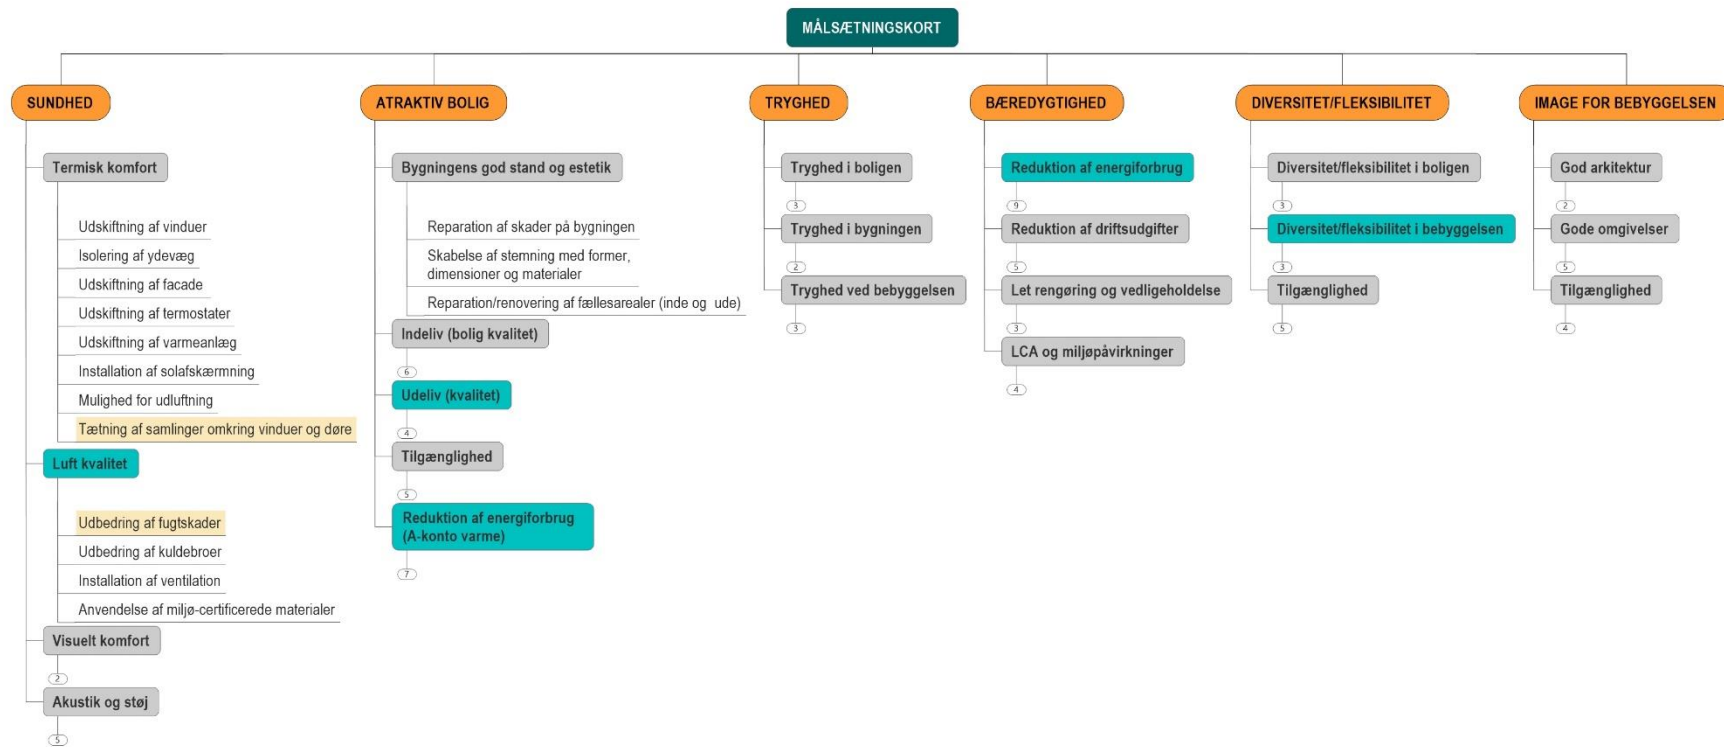 MÅLSÆTNINGSKORT
SUNDHED
Termisk komfort
Udskiftning af vinduer
Isolering af ydevæg
Udskiftning af facade
Udskiftning af termostater
Udskiftning af varmeanlæg
Installation af solafskærmning
Mulighed for udluftning
Tætning af samlinger omkring vinduer og døre
Luft kvalitet
Udbedring af fugtskader
Udbedring af kuldebroer
Installation af ventilation
Anvendelse af miljø-certificerede materialer
Visuelt komfort
2
Akustik og støj
5
ATRAKTIV BOLIG
Bygningens god stand og estetik
Reparation af skader på bygningen
Skabelse af stemning med former,
dimensioner og materialer
Reparation/renovering af fællesarealer (inde og ude)
Indeliv (bolig kvalitet)
6
Udeliv (kvalitet)
4
Tilgænglighed
5
Reduktion af energiforbrug
(A-konto varme)
7
TRYGHED
Tryghed i boligen
3
Tryghed i bygningen
2
Tryghed ved bebyggelsen
3
BÆREDYGTIGHED
Reduktion af energiforbrug
9
Reduktion af driftsudgifter
5
Let rengøring og vedligeholdelse
3
LCA og miljøpåvirkninger
4
DIVERSITET/FLEKSIBILITET
Diversitet/fleksibilitet i boligen
3
Diversitet/fleksibilitet i bebyggelsen
3
Tilgænglighed
5
IMAGE FOR BEBYGGELSEN
God arkitektur
2
Gode omgivelser
5
Tilgænglighed
4